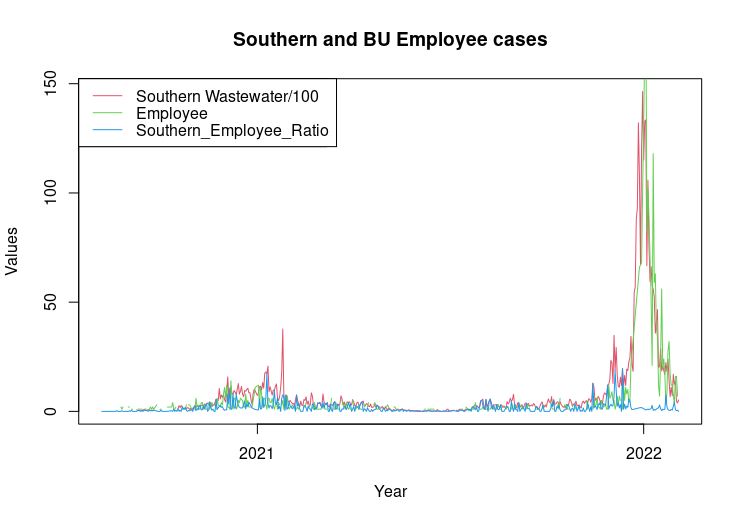 Southern and BU Employee cases
150
100
50
0
Values
Southern Wastewater/100
Employee
Southern_Employee_Ratio
2021
2022
Year